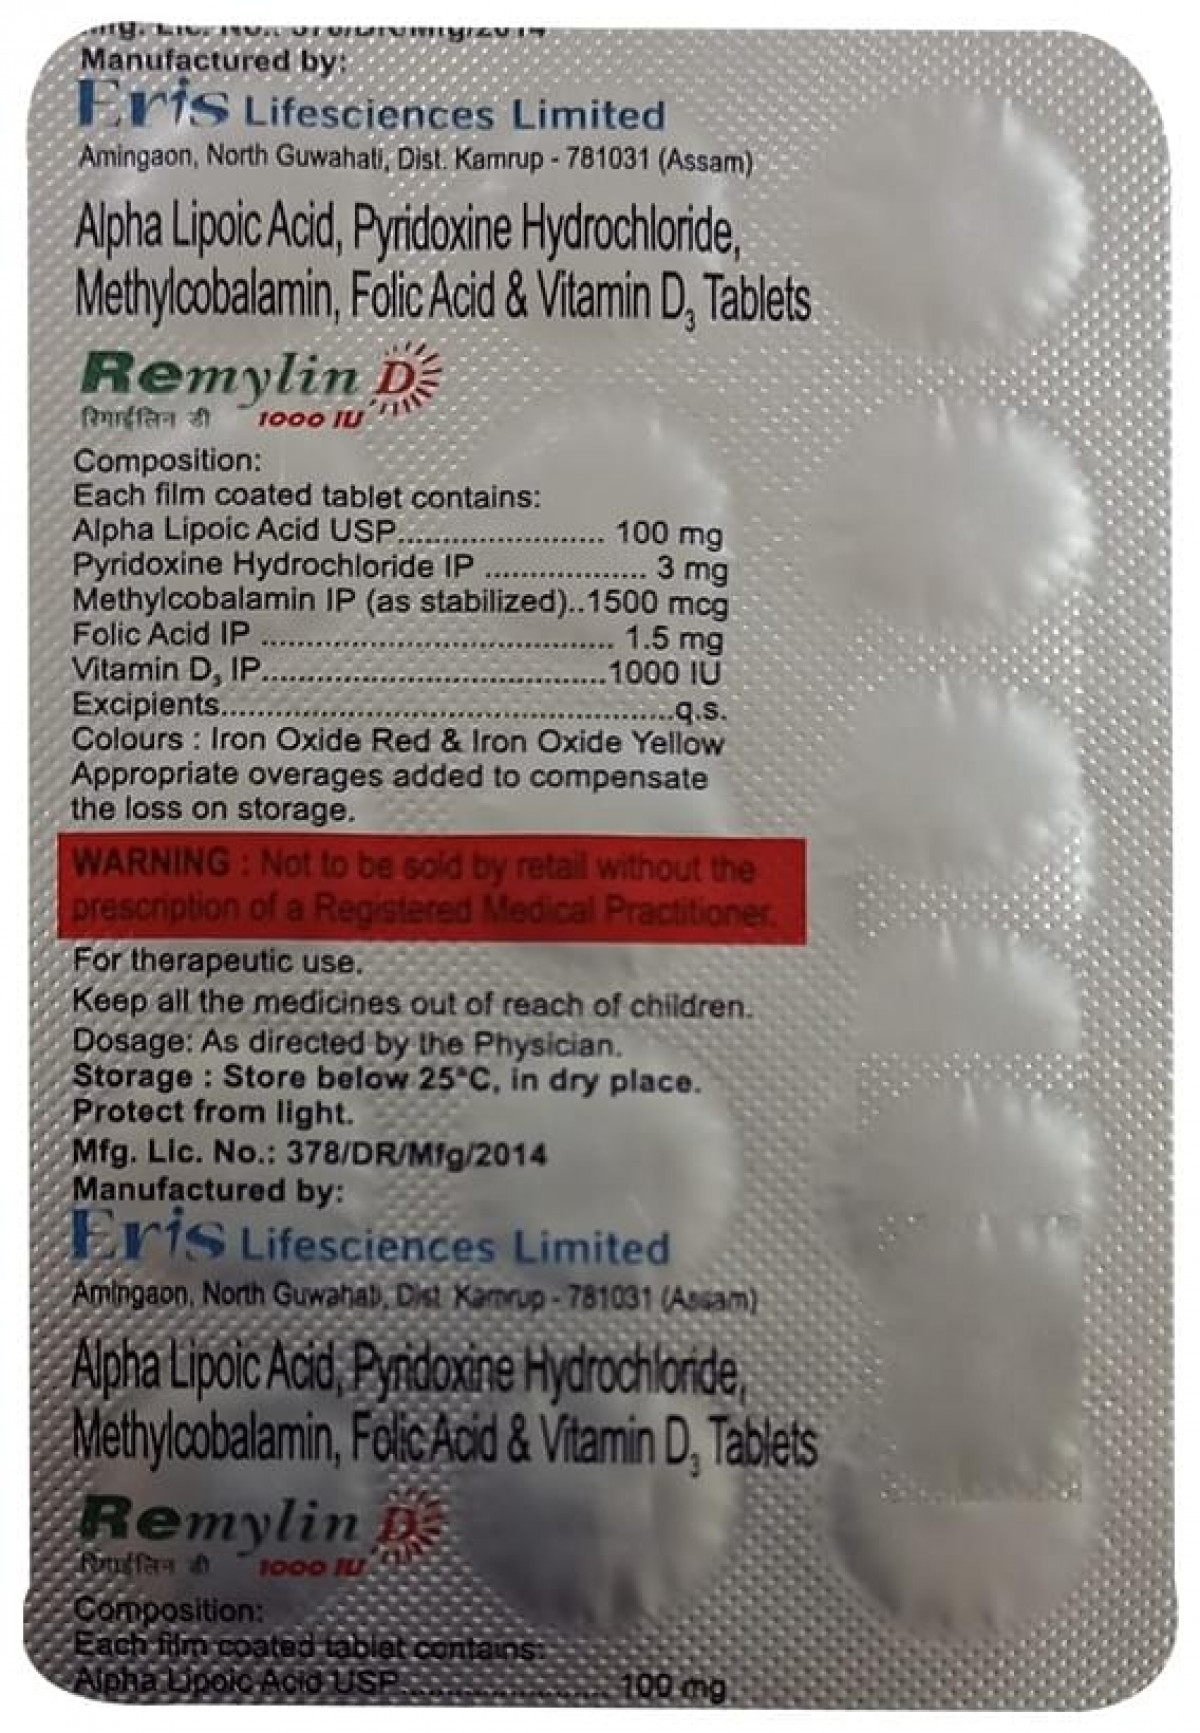 Mfg. Lic. No.: 378/DR/Mfg/2014
Manufactured by:
Eris Lifesciences Limited
Amingaon, North Guwahati, Dist. Kamrup - 781031 (Assam)
Alpha Lipoic Acid, Pyridoxine Hydrochloride,
Methylcobalamin, Folic Acid & Vitamin D₃ Tablets
Remylin D
रिमाईलिन डी 1000 IU
Composition:
Each film coated tablet contains:
Alpha Lipoic Acid USP....................... 100 mg
Pyridoxine Hydrochloride IP .................. 3 mg
Methylcobalamin IP (as stabilized)..1500 mcg
Folic Acid IP ....................................... 1.5 mg
Vitamin D₃ IP......................................1000 IU
Excipients..................................................q.s.
Colours : Iron Oxide Red & Iron Oxide Yellow
Appropriate overages added to compensate
the loss on storage.
WARNING : Not to be sold by retail without the
prescription of a Registered Medical Practitioner.
For therapeutic use.
Keep all the medicines out of reach of children.
Dosage: As directed by the Physician.
Storage : Store below 25°C, in dry place.
Protect from light.
Mfg. Lic. No.: 378/DR/Mfg/2014
Manufactured by:
Eris Lifesciences Limited
Amingaon, North Guwahati, Dist. Kamrup - 781031 (Assam)
Alpha Lipoic Acid, Pyridoxine Hydrochloride,
Methylcobalamin, Folic Acid & Vitamin D₃ Tablets
Remylin D
रिमाईलिन डी 1000 IU
Composition:
Each film coated tablet contains:
Alpha Lipoic Acid USP....................... 100 mg